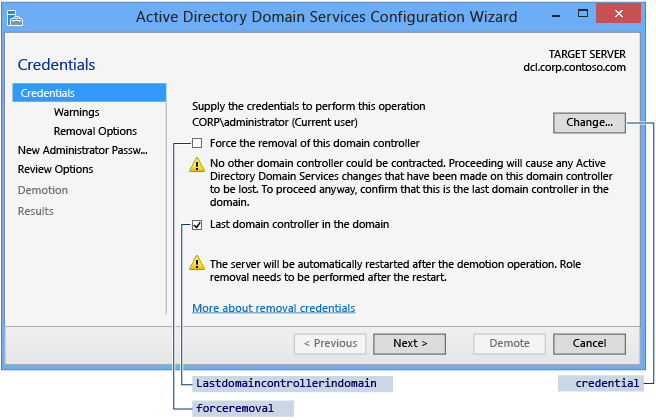 Active Directory Domain Services Configuration Wizard
TARGET SERVER
dcl.corp.contoso.com
Credentials
Credentials
Warnings
Removal Options
New Administrator Passw...
Review Options
Demotion
Results
Supply the credentials to perform this operation
CORP\administrator (Current user)
Change...
Force the removal of this domain controller
No other domain controller could be contracted. Proceeding will cause any Active
Directory Domain Services changes that have been made on this domain controller
to be lost. To proceed anyway, confirm that this is the last domain controller in the
domain.
Last domain controller in the domain
The server will be automatically restarted after the demotion operation. Role
removal needs to be performed after the restart.
More about removal credentials
< Previous
Next >
Demote
Cancel
Lastdomaincontrollerindomain
credential
forceremoval